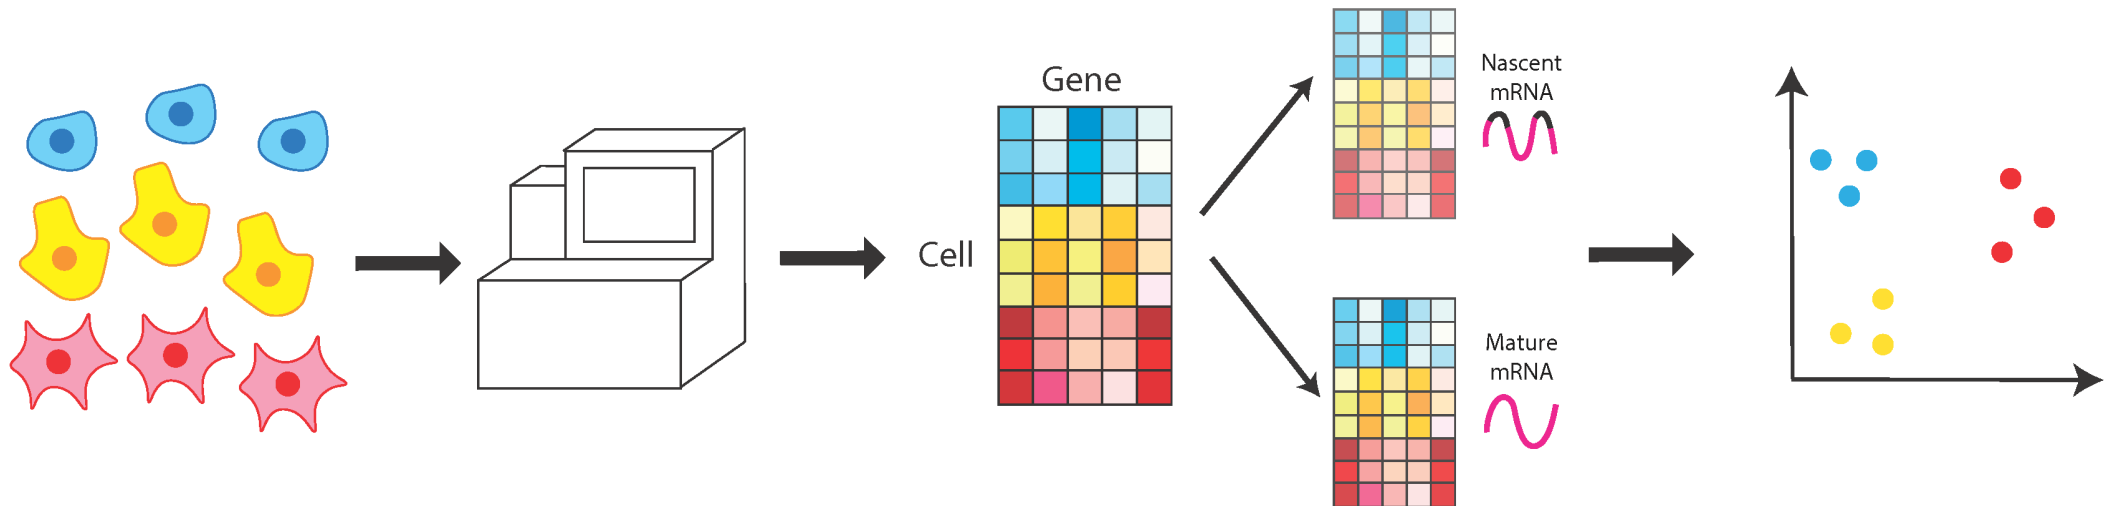 Gene
Cell
Nascent
mRNA
Mature
mRNA